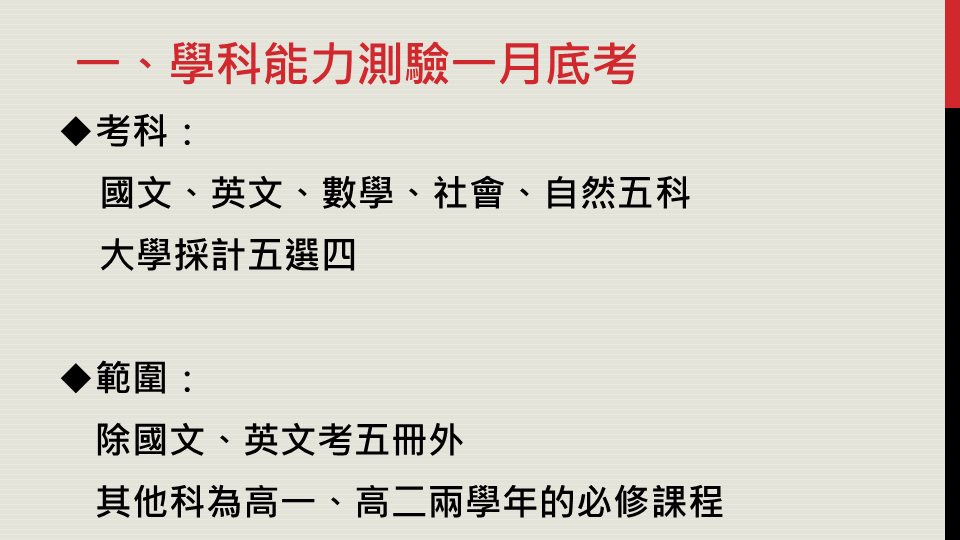 一、學科能力測驗一月底考
◆考科：
國文、英文、數學、社會、自然五科
大學採計五選四
◆範圍：
除國文、英文考五冊外
其他科為高一、高二兩學年的必修課程